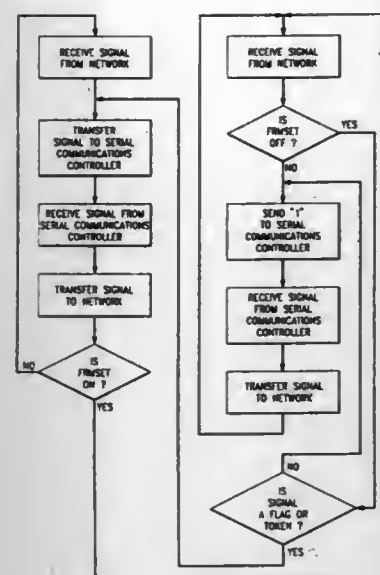 RECEIVE SIGNAL
FROM NETWORK
TRANSFER
SIGNAL TO SERIAL
COMMUNICATIONS
CONTROLLER
RECEIVE SIGNAL FROM
SERIAL COMMUNICATIONS
CONTROLLER
TRANSFER SIGNAL
TO NETWORK
NO
IS
FRMSET
ON ?
YES
RECEIVE SIGNAL
FROM NETWORK
IS
FRMSET
OFF ?
YES
NO
SEND "1"
TO SERIAL
COMMUNICATIONS
CONTROLLER
RECEIVE SIGNAL
FROM SERIAL
COMMUNICATIONS
CONTROLLER
TRANSFER SIGNAL
TO NETWORK
NO
IS
SIGNAL
A FLAG OR
TOKEN ?
YES